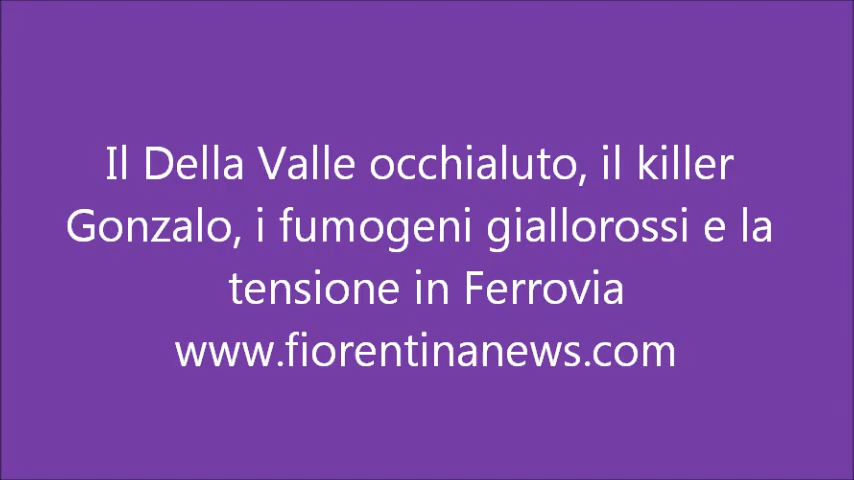 Il Della Valle occhialuto, il killer
Gonzalo, i fumogeni giallorossi e la
tensione in Ferrovia
www.fiorentinanews.com